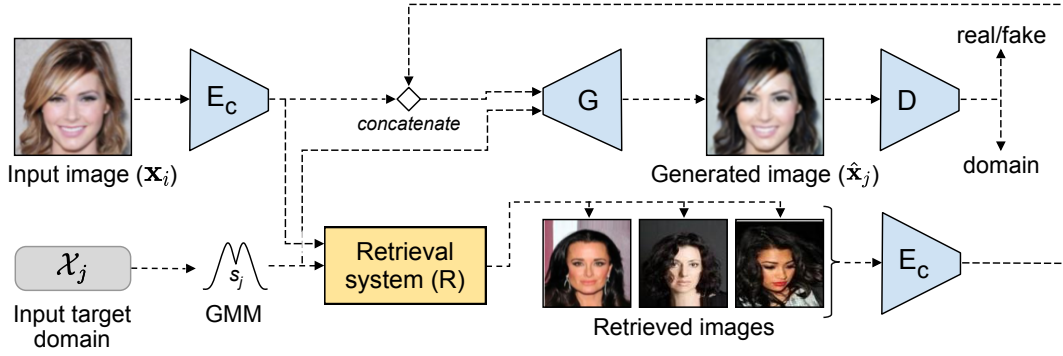 real/fake
E_c
G
D
concatenate
Input image (𝐱_i)
Generated image (𝐱̂_j)
domain
𝒳_j
s_j
Retrieval
system (R)
E_c
Input target
domain
GMM
Retrieved images